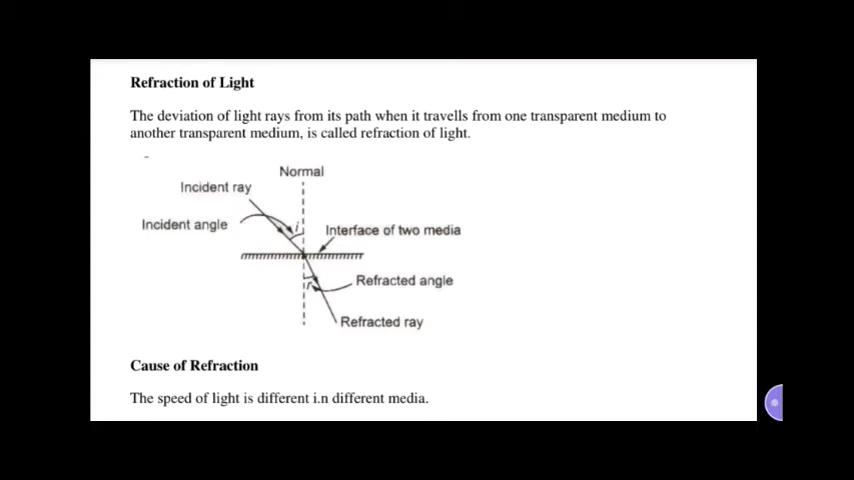 Refraction of Light
The deviation of light rays from its path when it travells from one transparent medium to
another transparent medium, is called refraction of light.
Normal
Incident ray
Incident angle
i
Interface of two media
Refracted angle
r
Refracted ray
Cause of Refraction
The speed of light is different i.n different media.